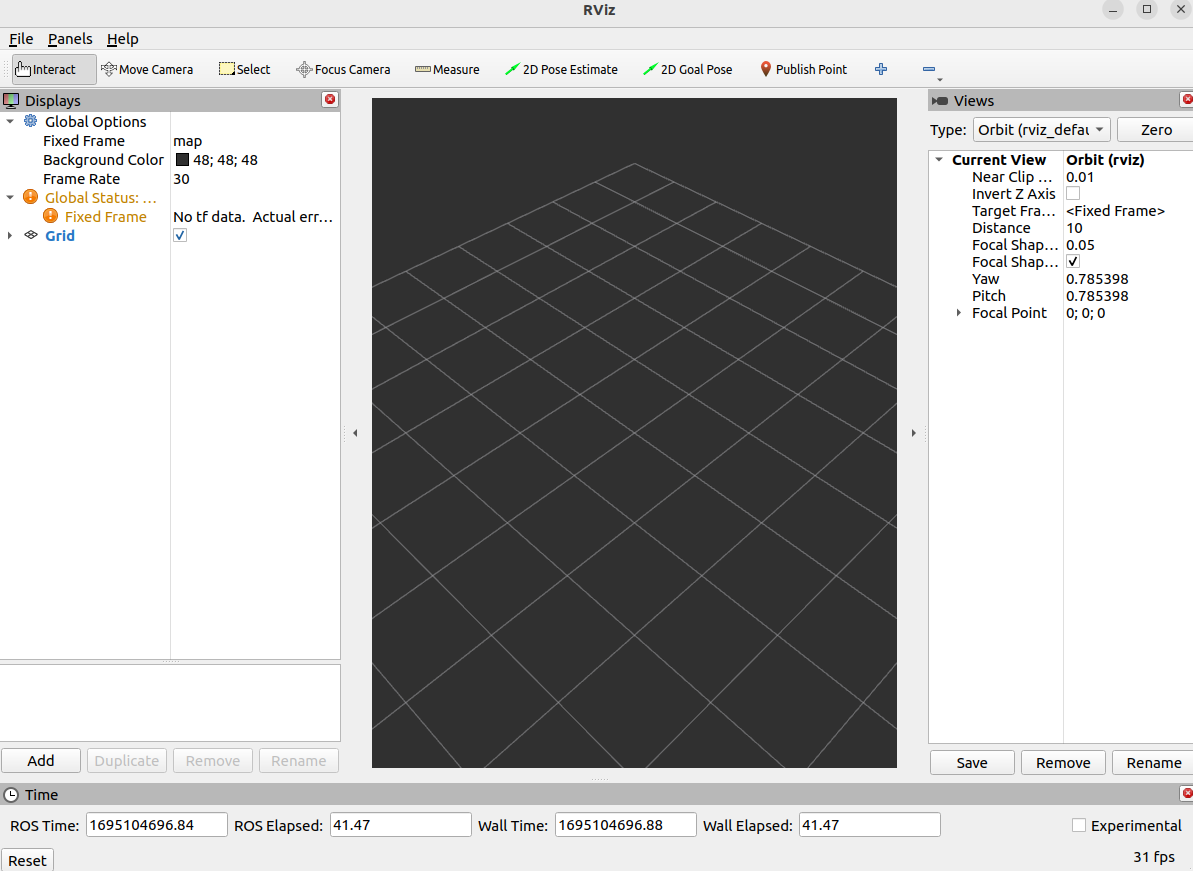 RViz
File Panels Help
Interact Move Camera Select Focus Camera Measure 2D Pose Estimate 2D Goal Pose Publish Point
Displays
Global Options
Fixed Frame map
Background Color 48; 48; 48
Frame Rate 30
Global Status: ...
Fixed Frame No tf data. Actual err...
Grid
Add Duplicate Remove Rename
Views
Type: Orbit (rviz_defau Zero
Current View Orbit (rviz)
Near Clip ... 0.01
Invert Z Axis
Target Fra... <Fixed Frame>
Distance 10
Focal Shap... 0.05
Focal Shap...
Yaw 0.785398
Pitch 0.785398
Focal Point 0; 0; 0
Save Remove Rename
Time
ROS Time: 1695104696.84 ROS Elapsed: 41.47 Wall Time: 1695104696.88 Wall Elapsed: 41.47 Experimental
Reset 31 fps